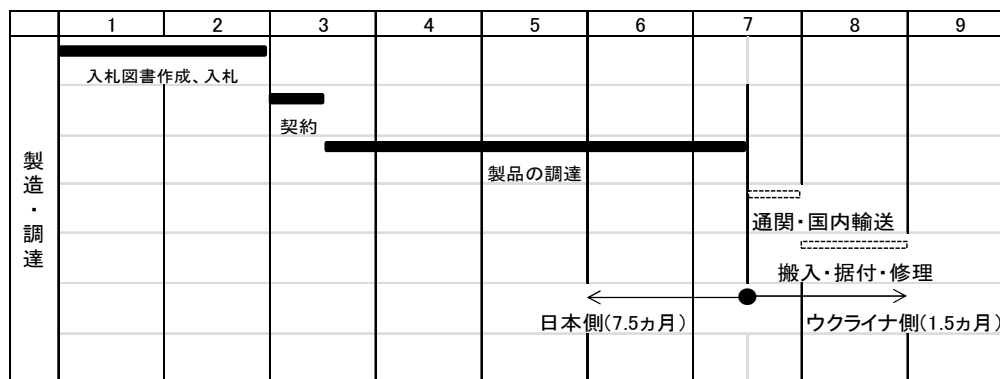 1 2 3 4 5 6 7 8 9
製造・調達
入札図書作成、入札
契約
製品の調達
通関・国内輸送
搬入・据付・修理
日本側(7.5ヵ月) ウクライナ側(1.5ヵ月)